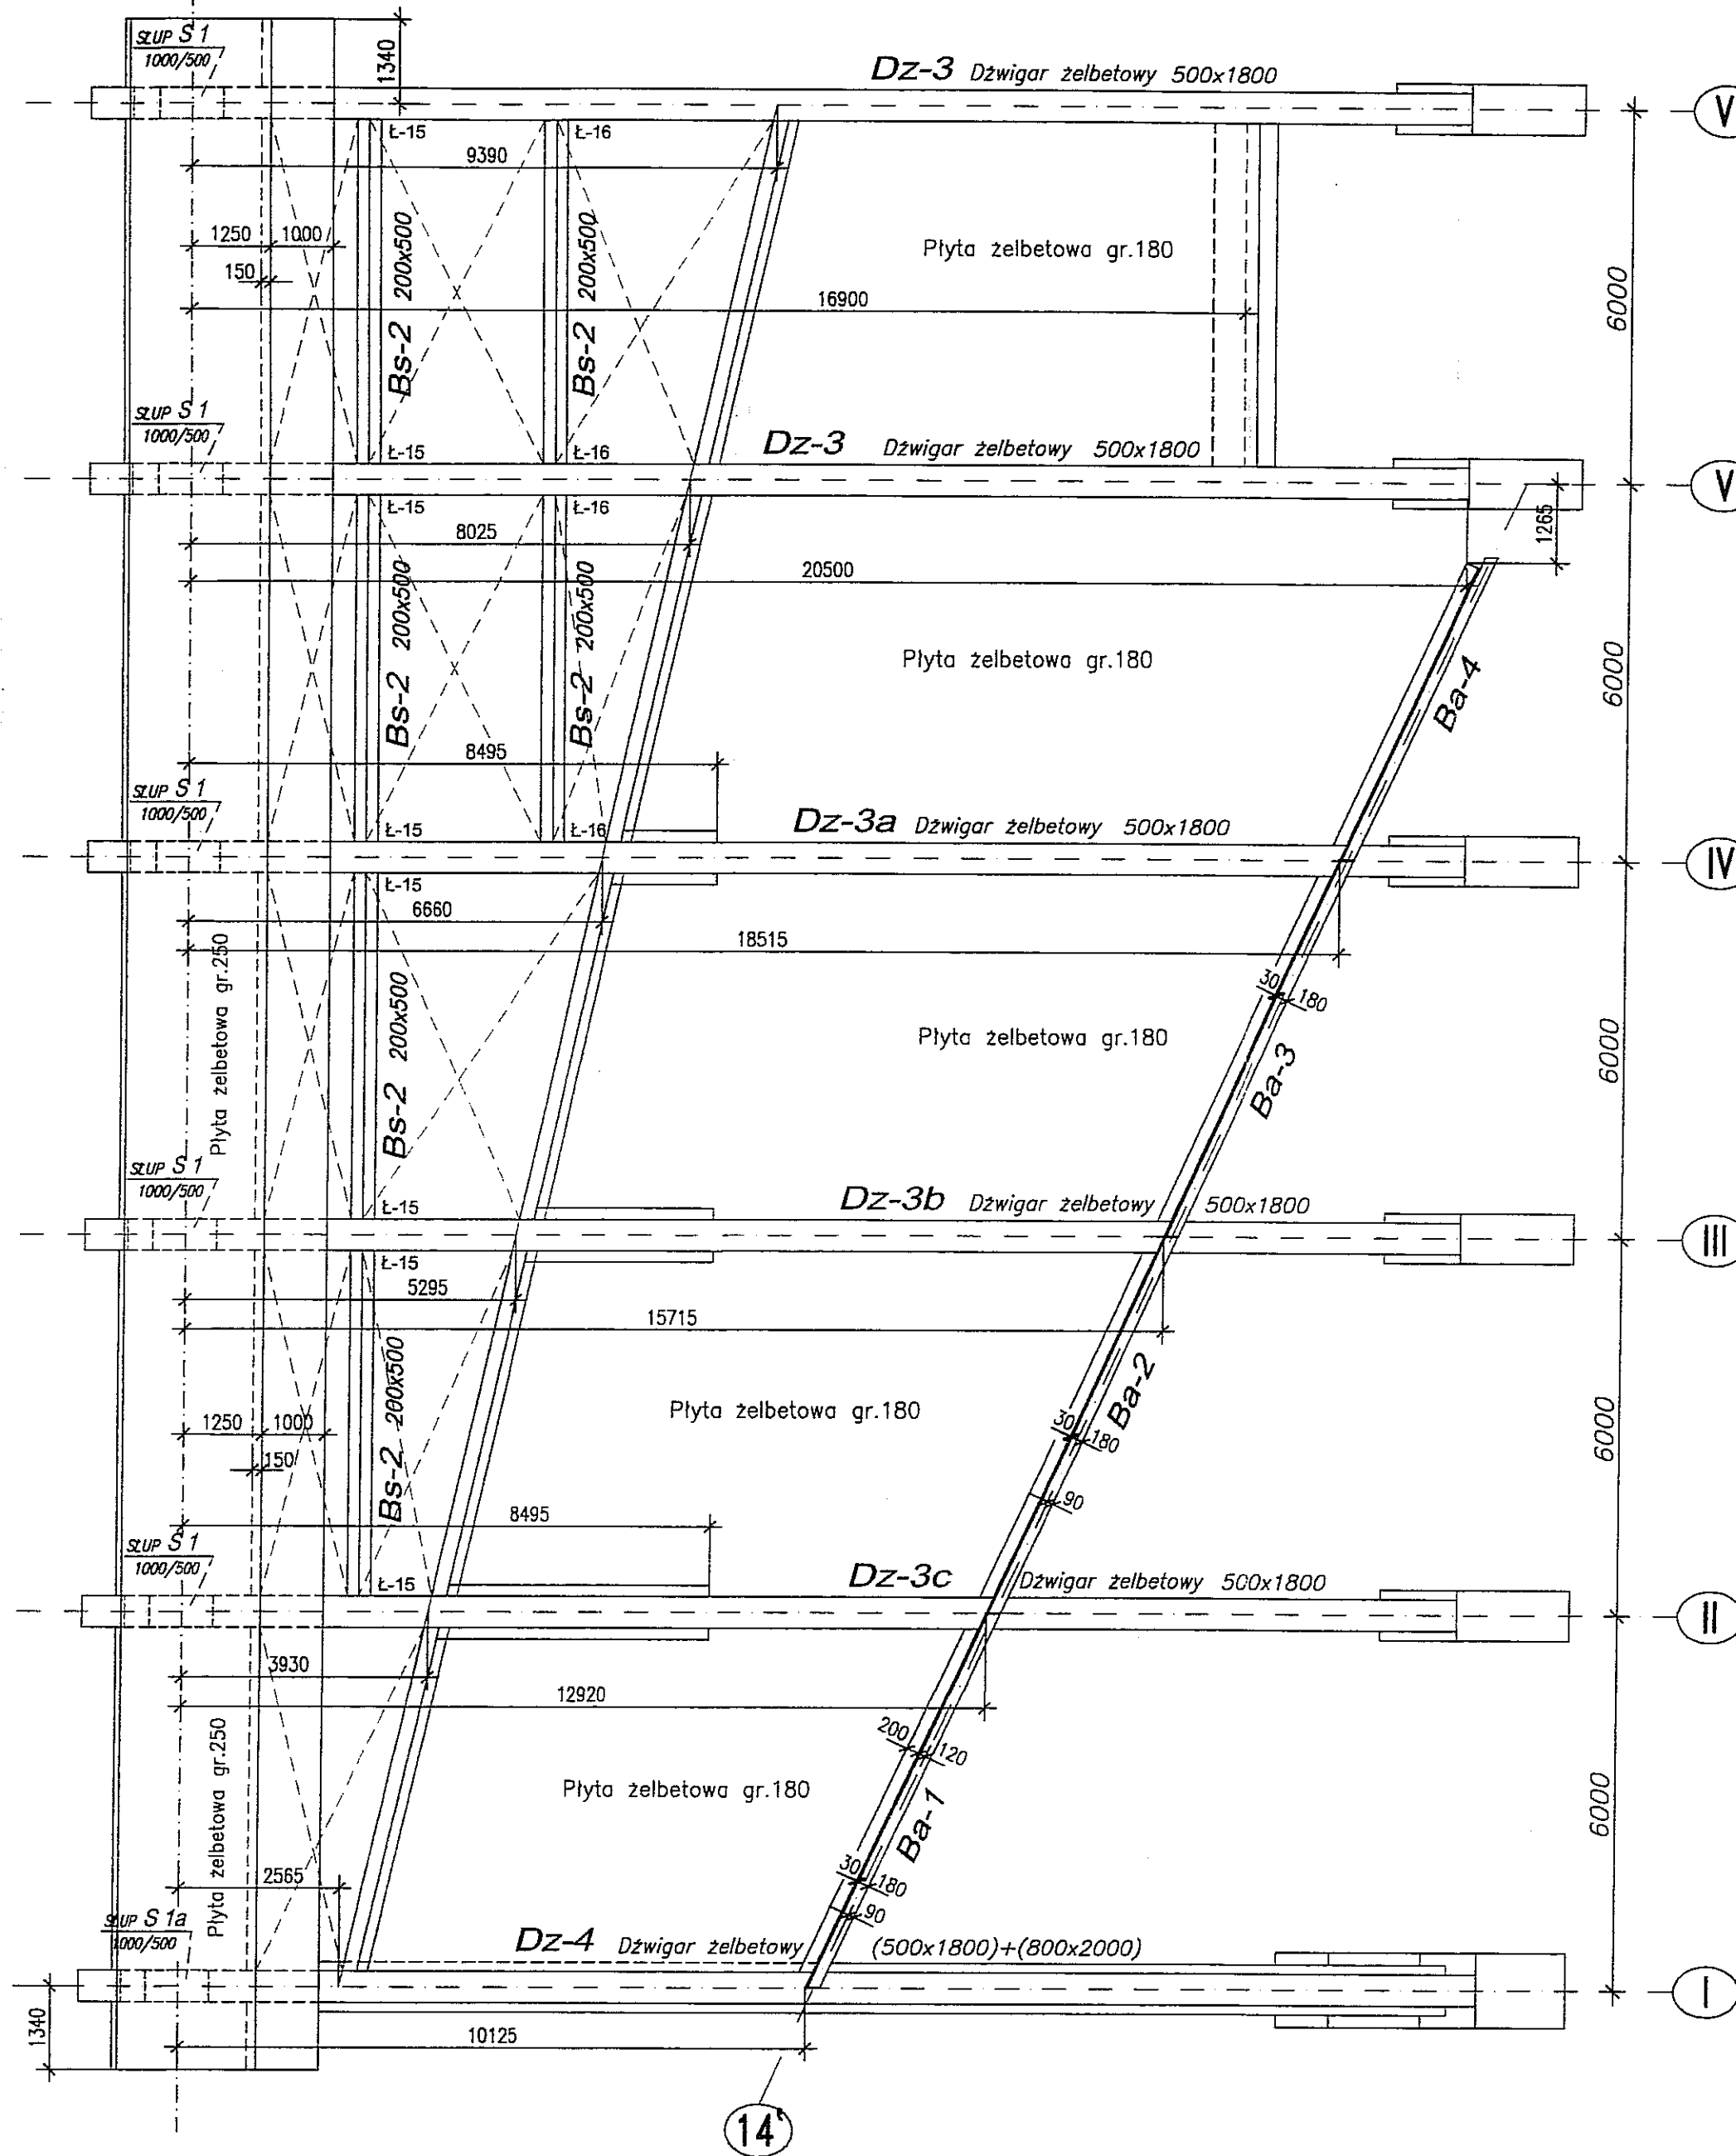 SŁUP S 1
1000/500
1340
Dz-3 Dźwigar żelbetowy 500x1800
V
Ł-15
Ł-16
9390
1250
1000
150
Bs-2 200x500
Bs-2 200x500
Płyta żelbetowa gr.180
16900
6000
SŁUP S 1
1000/500
Ł-15
Ł-16
Dz-3 Dźwigar żelbetowy 500x1800
V
Ł-15
Ł-16
8025
1265
20500
Bs-2 200x500
Bs-2 200x500
Płyta żelbetowa gr.180
Ba-4
6000
8495
SŁUP S 1
1000/500
Ł-15
Ł-16
Dz-3a Dźwigar żelbetowy 500x1800
IV
Ł-15
6660
18515
Płyta żelbetowa gr.250
Bs-2 200x500
30
180
Płyta żelbetowa gr.180
Ba-3
6000
SŁUP S 1
1000/500
Ł-15
Dz-3b Dźwigar żelbetowy 500x1800
III
Ł-15
5295
15715
Bs-2 200x500
Płyta żelbetowa gr.180
Ba-2
1250
1000
150
30
180
90
6000
8495
SŁUP S 1
1000/500
Ł-15
Dz-3c Dźwigar żelbetowy 500x1800
II
3930
12920
200
120
Płyta żelbetowa gr.250
Płyta żelbetowa gr.180
Ba-1
6000
2565
30
180
90
SŁUP S 1a
1000/500
Dz-4 Dźwigar żelbetowy (500x1800)+(800x2000)
I
1340
10125
14'